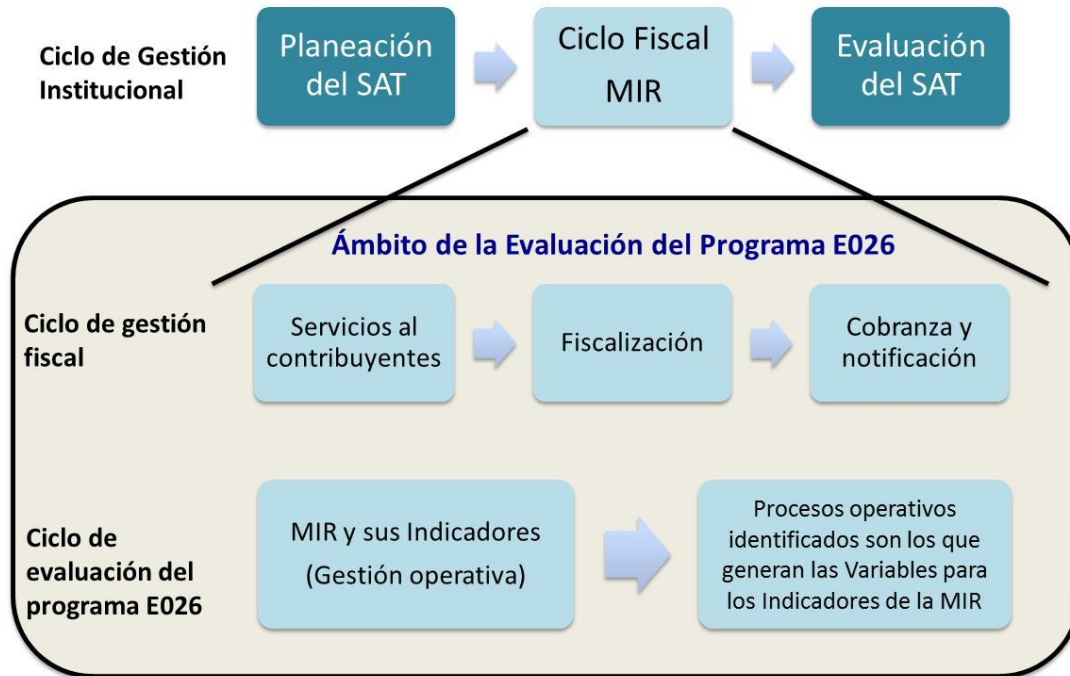 Ciclo de Gestión
Institucional
Planeación
del SAT
Ciclo Fiscal
MIR
Evaluación
del SAT
Ámbito de la Evaluación del Programa E026
Ciclo de gestión
fiscal
Servicios al
contribuyentes
Fiscalización
Cobranza y
notificación
Ciclo de
evaluación del
programa E026
MIR y sus Indicadores
(Gestión operativa)
Procesos operativos
identificados son los que
generan las Variables para
los Indicadores de la MIR